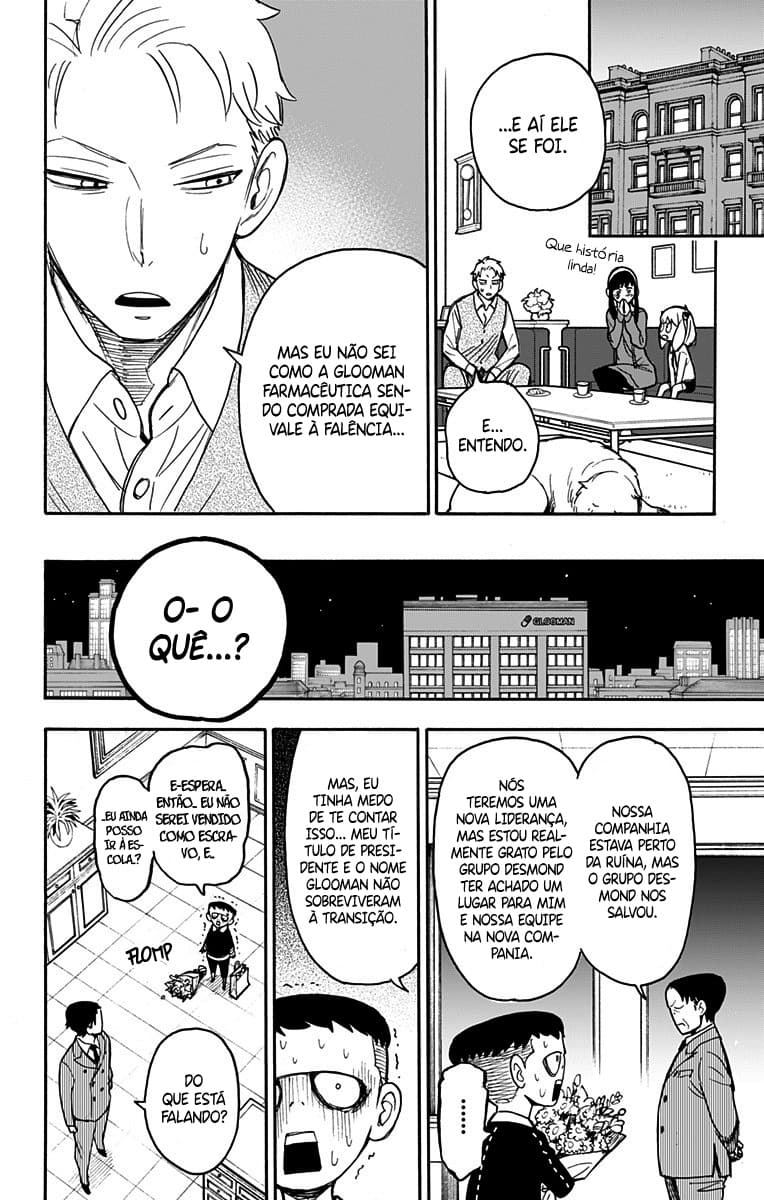 ...E AÍ ELE
SE FOI.
Que história
linda!
E...
ENTENDO.
MAS EU NÃO SEI
COMO A GLOOMAN
FARMACÊUTICA SEN-
DO COMPRADA EQUI-
VALE À FALÊNCIA...
O- O
QUÊ...?
GLOOMAN
NOSSA
COMPANHIA
ESTAVA PERTO
DA RUÍNA, MAS
O GRUPO DES-
MOND NOS
SALVOU.
NÓS
TEREMOS UMA
NOVA LIDERANÇA,
MAS ESTOU REAL-
MENTE GRATO PELO
GRUPO DESMOND
TER ACHADO UM
LUGAR PARA MIM
E NOSSA EQUIPE
NA NOVA COM-
PANIA.
........
MAS, EU
TINHA MEDO
DE TE CONTAR
ISSO... MEU TÍ-
TULO DE PRESI-
DENTE E O NOME
GLOOMAN NÃO
SOBREVIVERAM
À TRANSIÇÃO.
E-ESPERA..
ENTÃO.. EU NÃO
SEREI VENDIDO
COMO ESCRA-
VO, E..
..EU AINDA
POSSO
IR À ES-
COLA..?
FLOMP
DO
QUE ESTÁ
FALANDO?